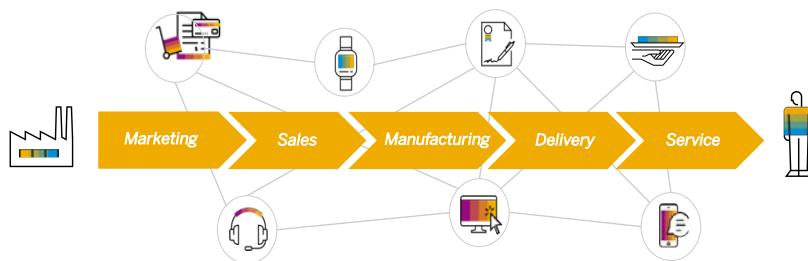 Marketing
Sales
Manufacturing
Delivery
Service